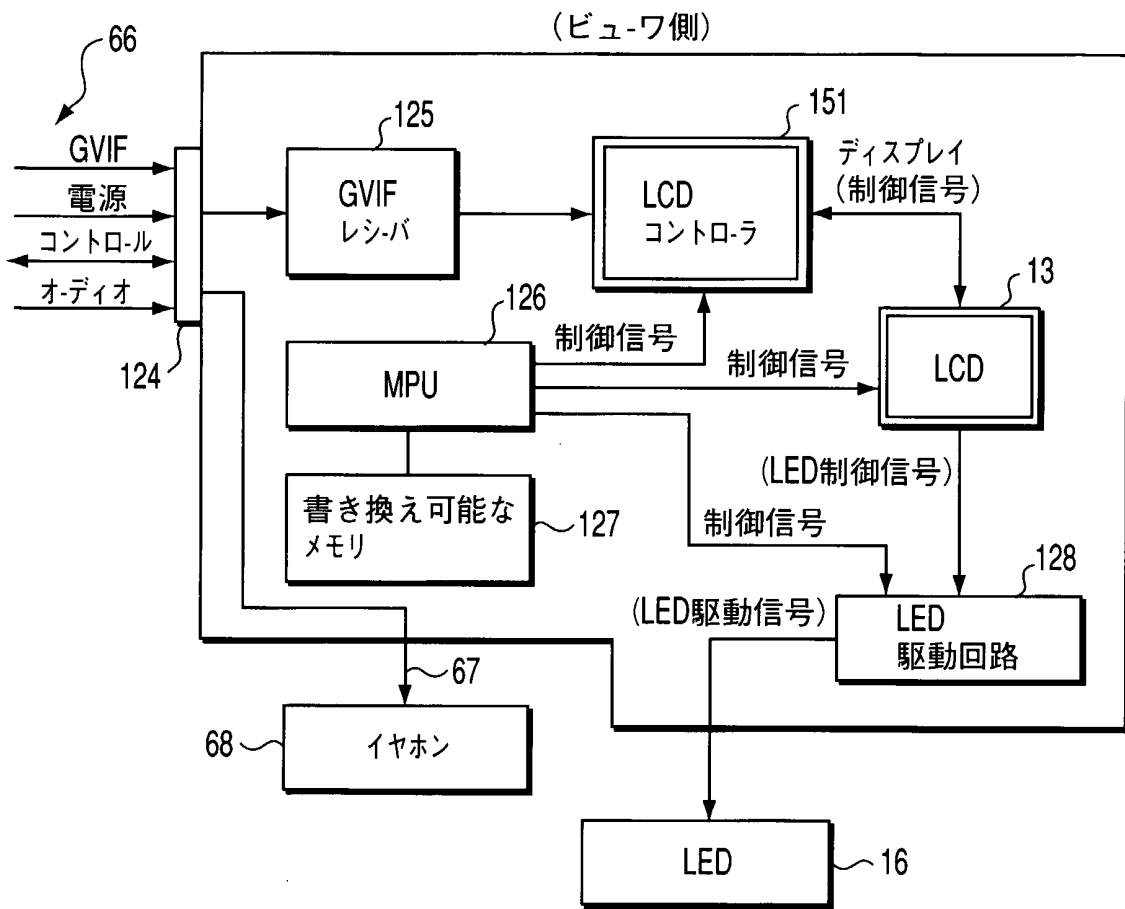 (ビュ-ワ側)
66
GVIF
電源
コントロ-ル
オ-ディオ
124
125
GVIF
レシ-バ
151
LCD
コントロ-ラ
ディスプレイ
(制御信号)
13
LCD
126
MPU
制御信号
制御信号
書き換え可能な
メモリ
127
(LED制御信号)
制御信号
128
LED
駆動回路
(LED駆動信号)
67
68
イヤホン
LED
16